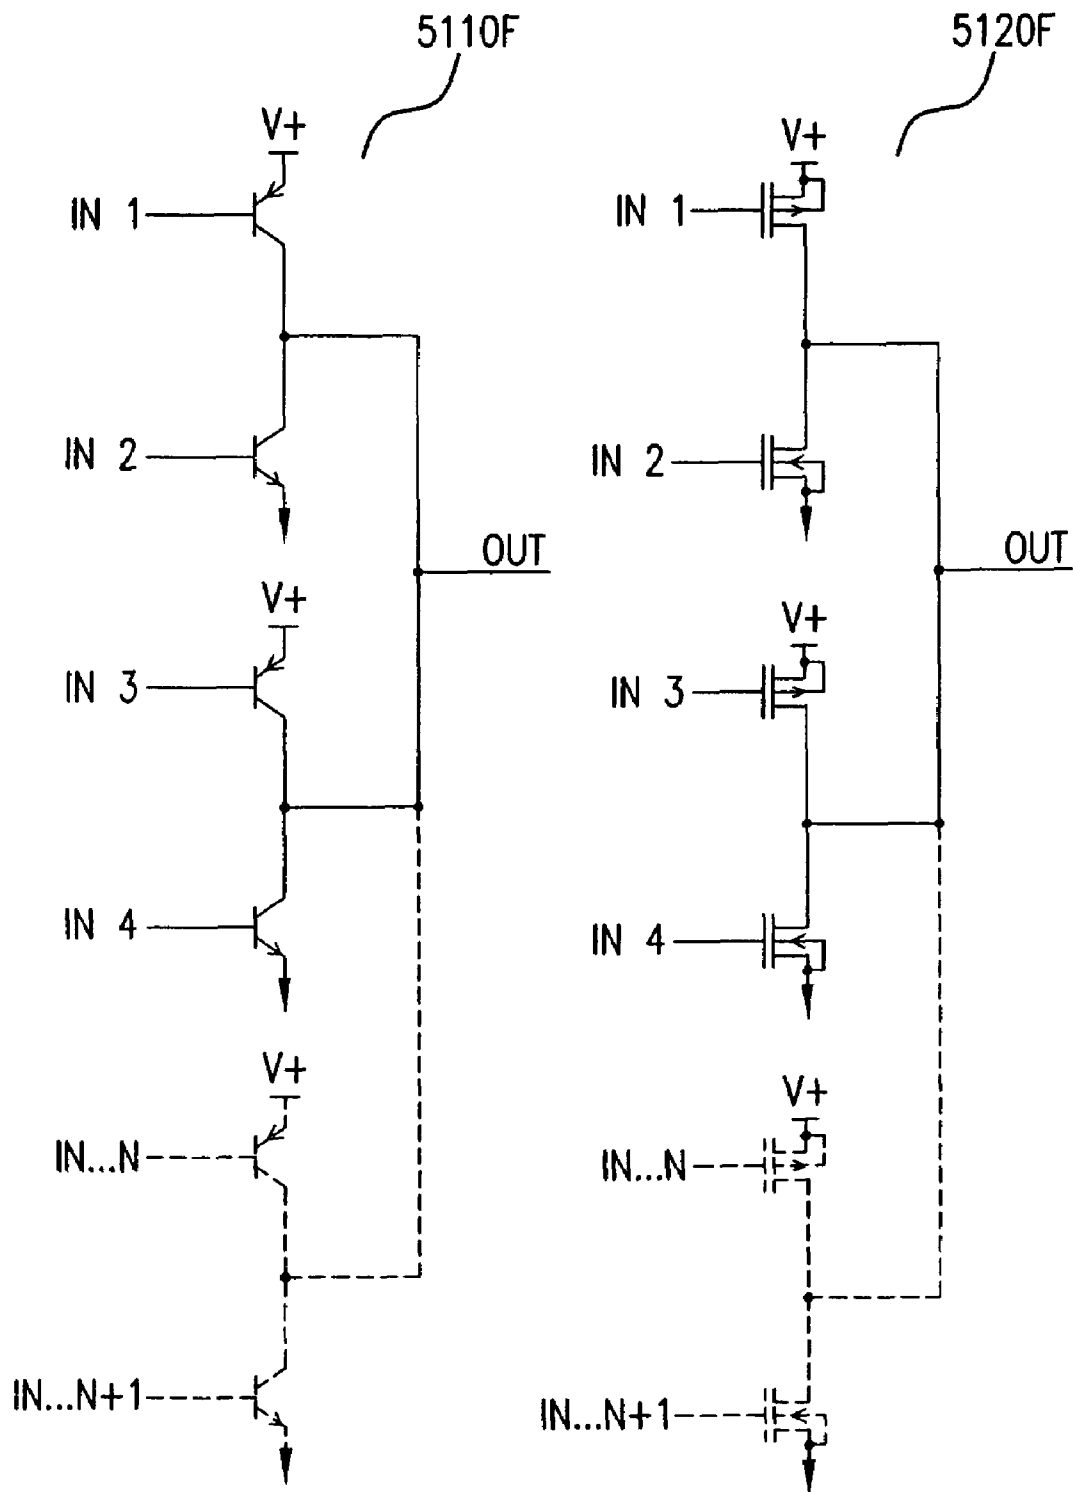 5110F
V+
IN 1
IN 2
OUT
V+
IN 3
IN 4
V+
IN...N
IN...N+1
5120F
V+
IN 1
IN 2
OUT
V+
IN 3
IN 4
V+
IN...N
IN...N+1